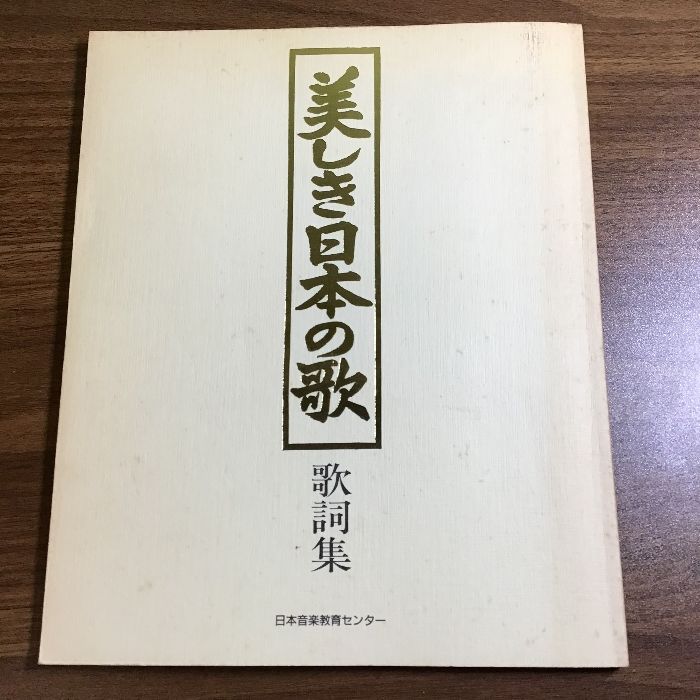 美しき日本の歌
歌詞集
日本音楽教育センター